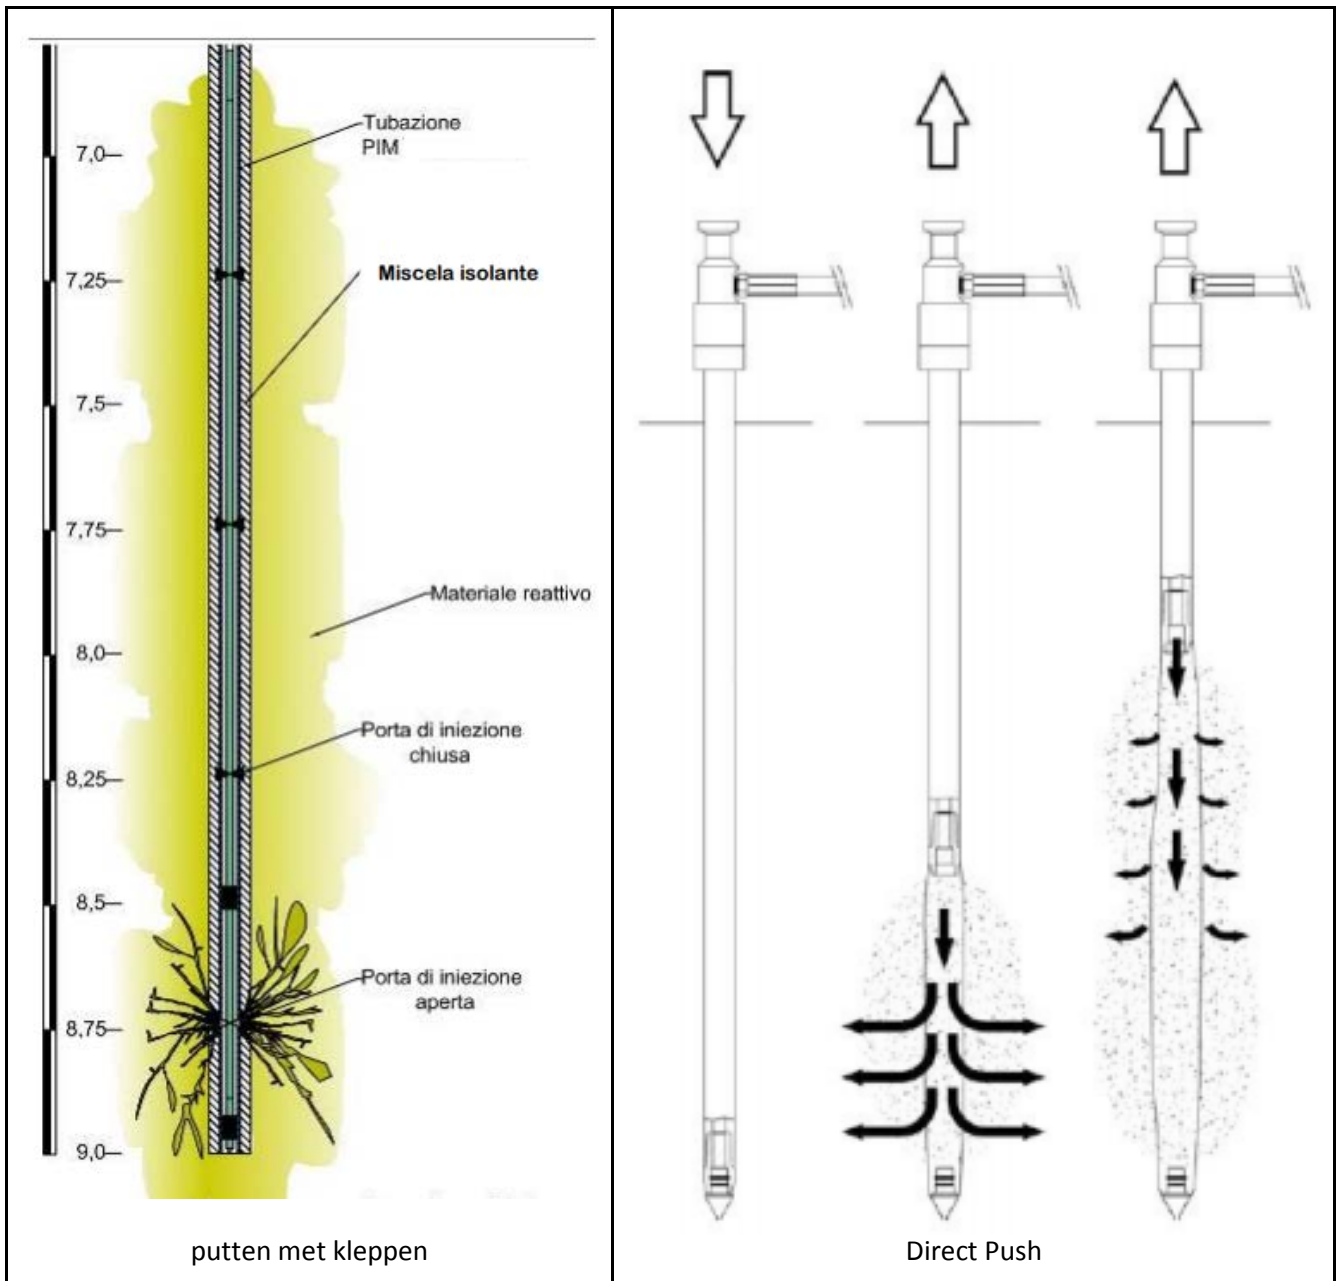 Tubazione
PIM
7,0
7,25
Miscela isolante
7,5
7,75
Materiale reattivo
8,0
Porta di iniezione
chiusa
8,25
8,5
Porta di iniezione
aperta
8,75
9,0
putten met kleppen
Direct Push